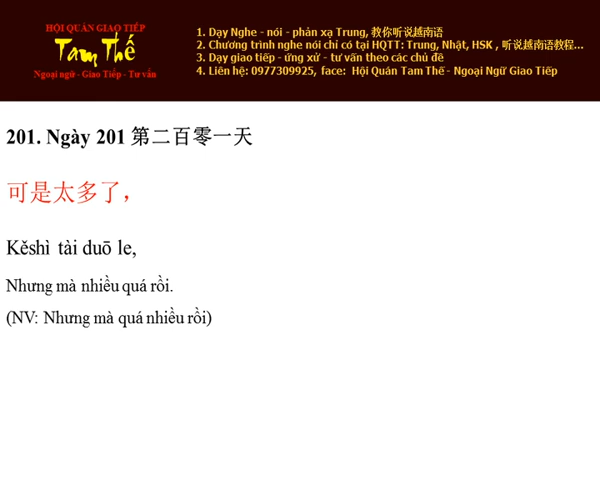 HỘI QUÁN GIAO TIẾP
Tam Thế
Ngoại ngữ - Giao Tiếp - Tư vấn
1. Dạy Nghe - nói - phản xạ Trung, 教你听说越南语
2. Chương trình nghe nói chỉ có tại HQTT: Trung, Nhật, HSK , 听说越南语教程...
3. Dạy giao tiếp - ứng xử - tư vấn theo các chủ đề
4. Liên hệ: 0977309925, face: Hội Quán Tam Thế - Ngoại Ngữ Giao Tiếp
201. Ngày 201 第二百零一天
可是太多了，
Kěshì tài duō le,
Nhưng mà nhiều quá rồi.
(NV: Nhưng mà quá nhiều rồi)